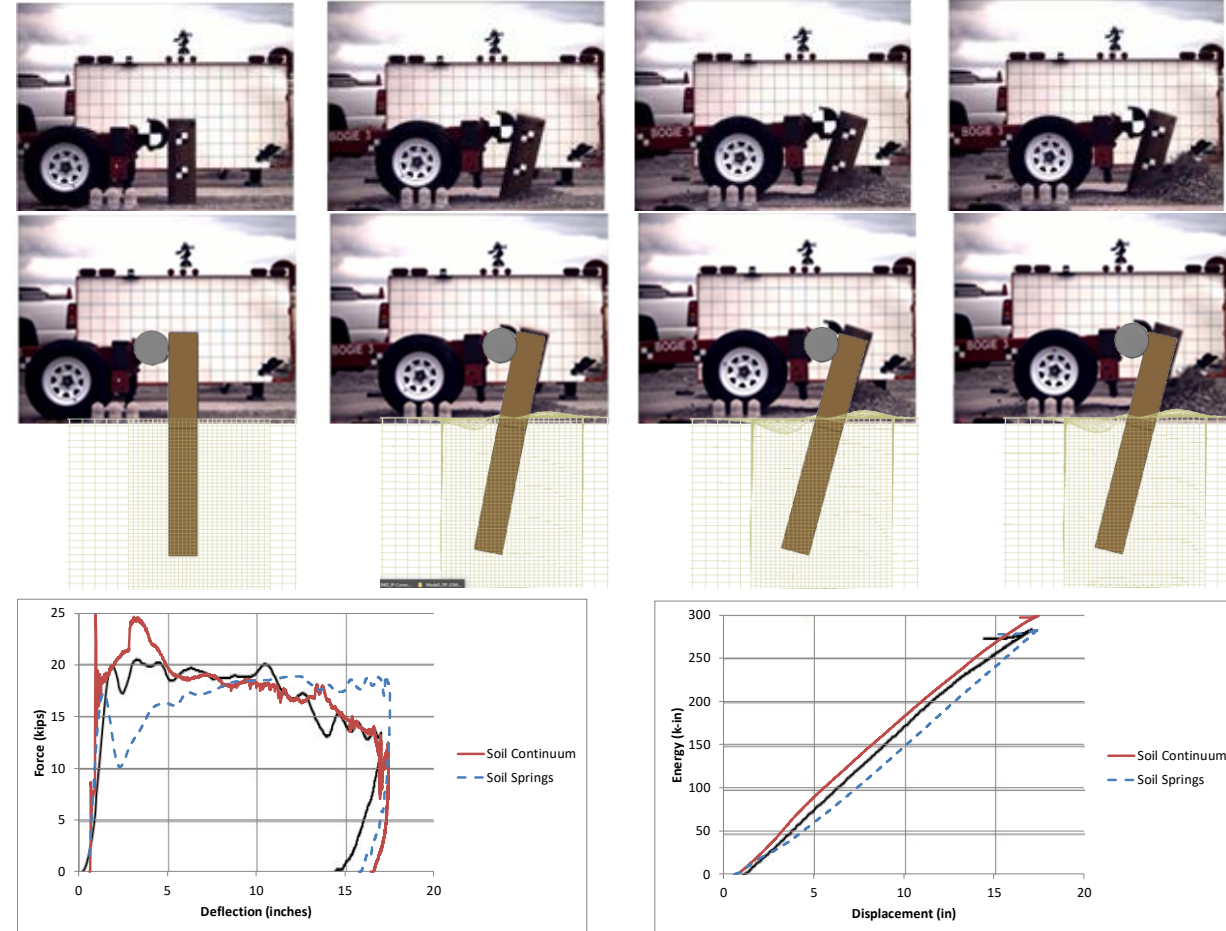 BOGIE 3
BOGIE 3
BOGIE 3
BOGIE 3
BOGIE 3
BOGIE 3
25
20
15
10
5
0
Force (kips)
0 5 10 15 20
Deflection (inches)
Soil Continuum
Soil Springs
300
250
200
150
100
50
0
Energy (k-in)
0 5 10 15 20
Displacement (in)
Soil Continuum
Soil Springs